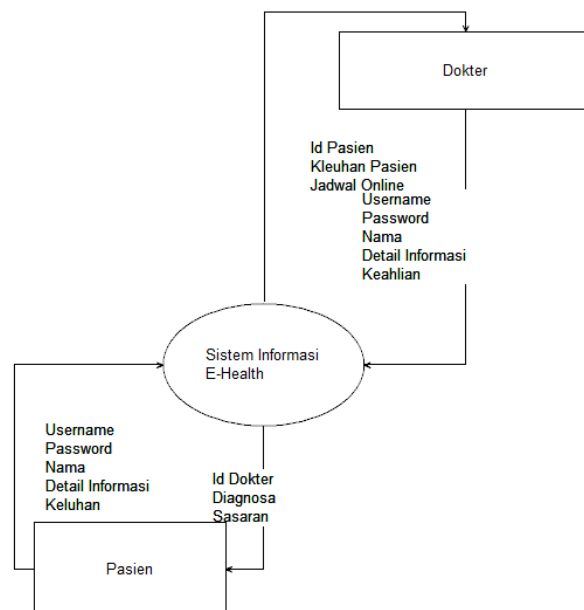 Dokter
Id Pasien
Kleuhan Pasien
Jadwal Online
Username
Password
Nama
Detail Informasi
Keahlian
Sistem Informasi
E-Health
Username
Password
Nama
Detail Informasi
Keluhan
Id Dokter
Diagnosa
Sasaran
Pasien